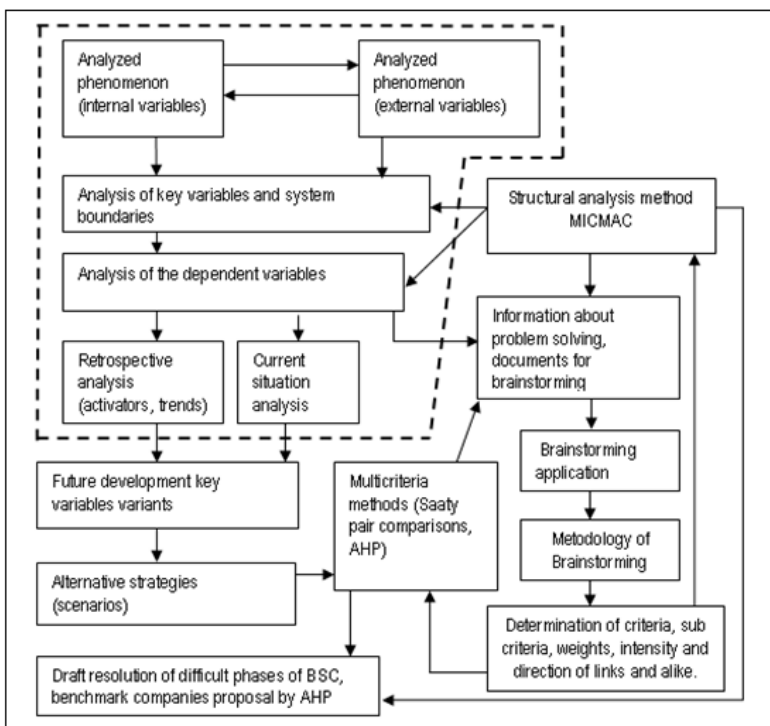 Analyzed
phenomenon
(internal variables)
Analyzed
phenomenon
(external variables)
Analysis of key variables and system
boundaries
Structural analysis method
MICMAC
Analysis of the dependent variables
Information about
problem solving,
documents for
brainstorming
Retrospective
analysis
(activators, trends)
Current
situation
analysis
Brainstorming
application
Future development key
variables variants
Multicriteria
methods (Saaty
pair comparisons,
AHP)
Metodology of
Brainstorming
Alternative strategies
(scenarios)
Determination of criteria, sub
criteria, weights, intensity and
direction of links and alike.
Draft resolution of difficult phases of BSC,
benchmark companies proposal by AHP